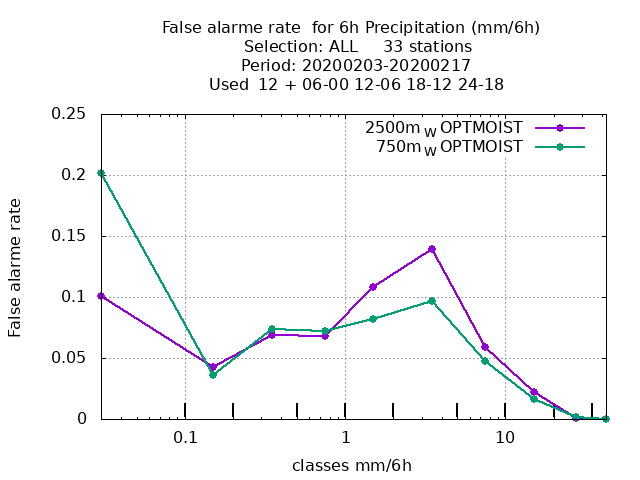 False alarme rate  for 6h Precipitation (mm/6h)
Selection: ALL     33 stations
Period: 20200203-20200217
Used  12 + 06-00 12-06 18-12 24-18
2500m W OPTMOIST
750m W OPTMOIST
False alarme rate
0.25
0.2
0.15
0.1
0.05
0
0.1
1
10
classes mm/6h